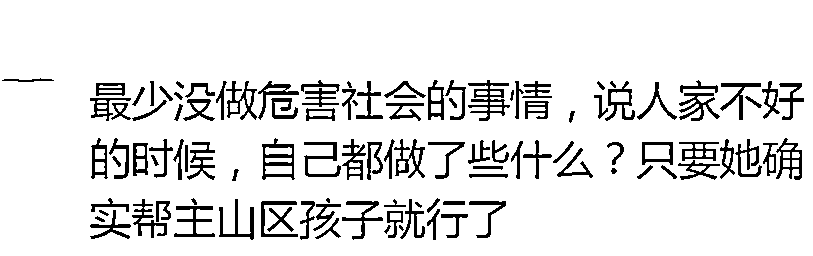 最少没做危害社会的事情，说人家不好
的时候，自己都做了些什么？只要她确
实帮主山区孩子就行了